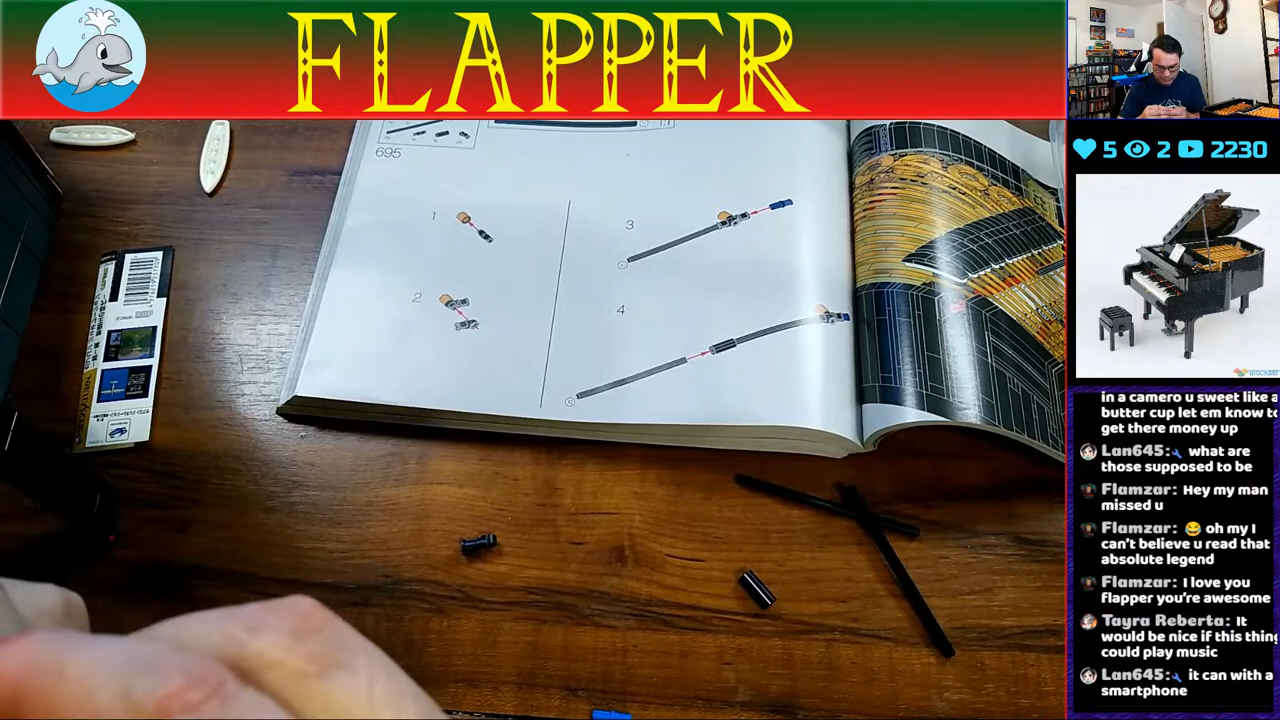 FLAPPER
5 2 2230
695
1:1
1
2
3
4
BRICKSET
in a camero u sweet like a
butter cup let em know to
get there money up
Lan645: what are
those supposed to be
Flamzar: Hey my man
missed u
Flamzar: 😂 oh my I
can't believe u read that
absolute legend
Flamzar: I love you
flapper you're awesome
Tayra Reberta: It
would be nice if this thing
could play music
Lan645: it can with a
smartphone